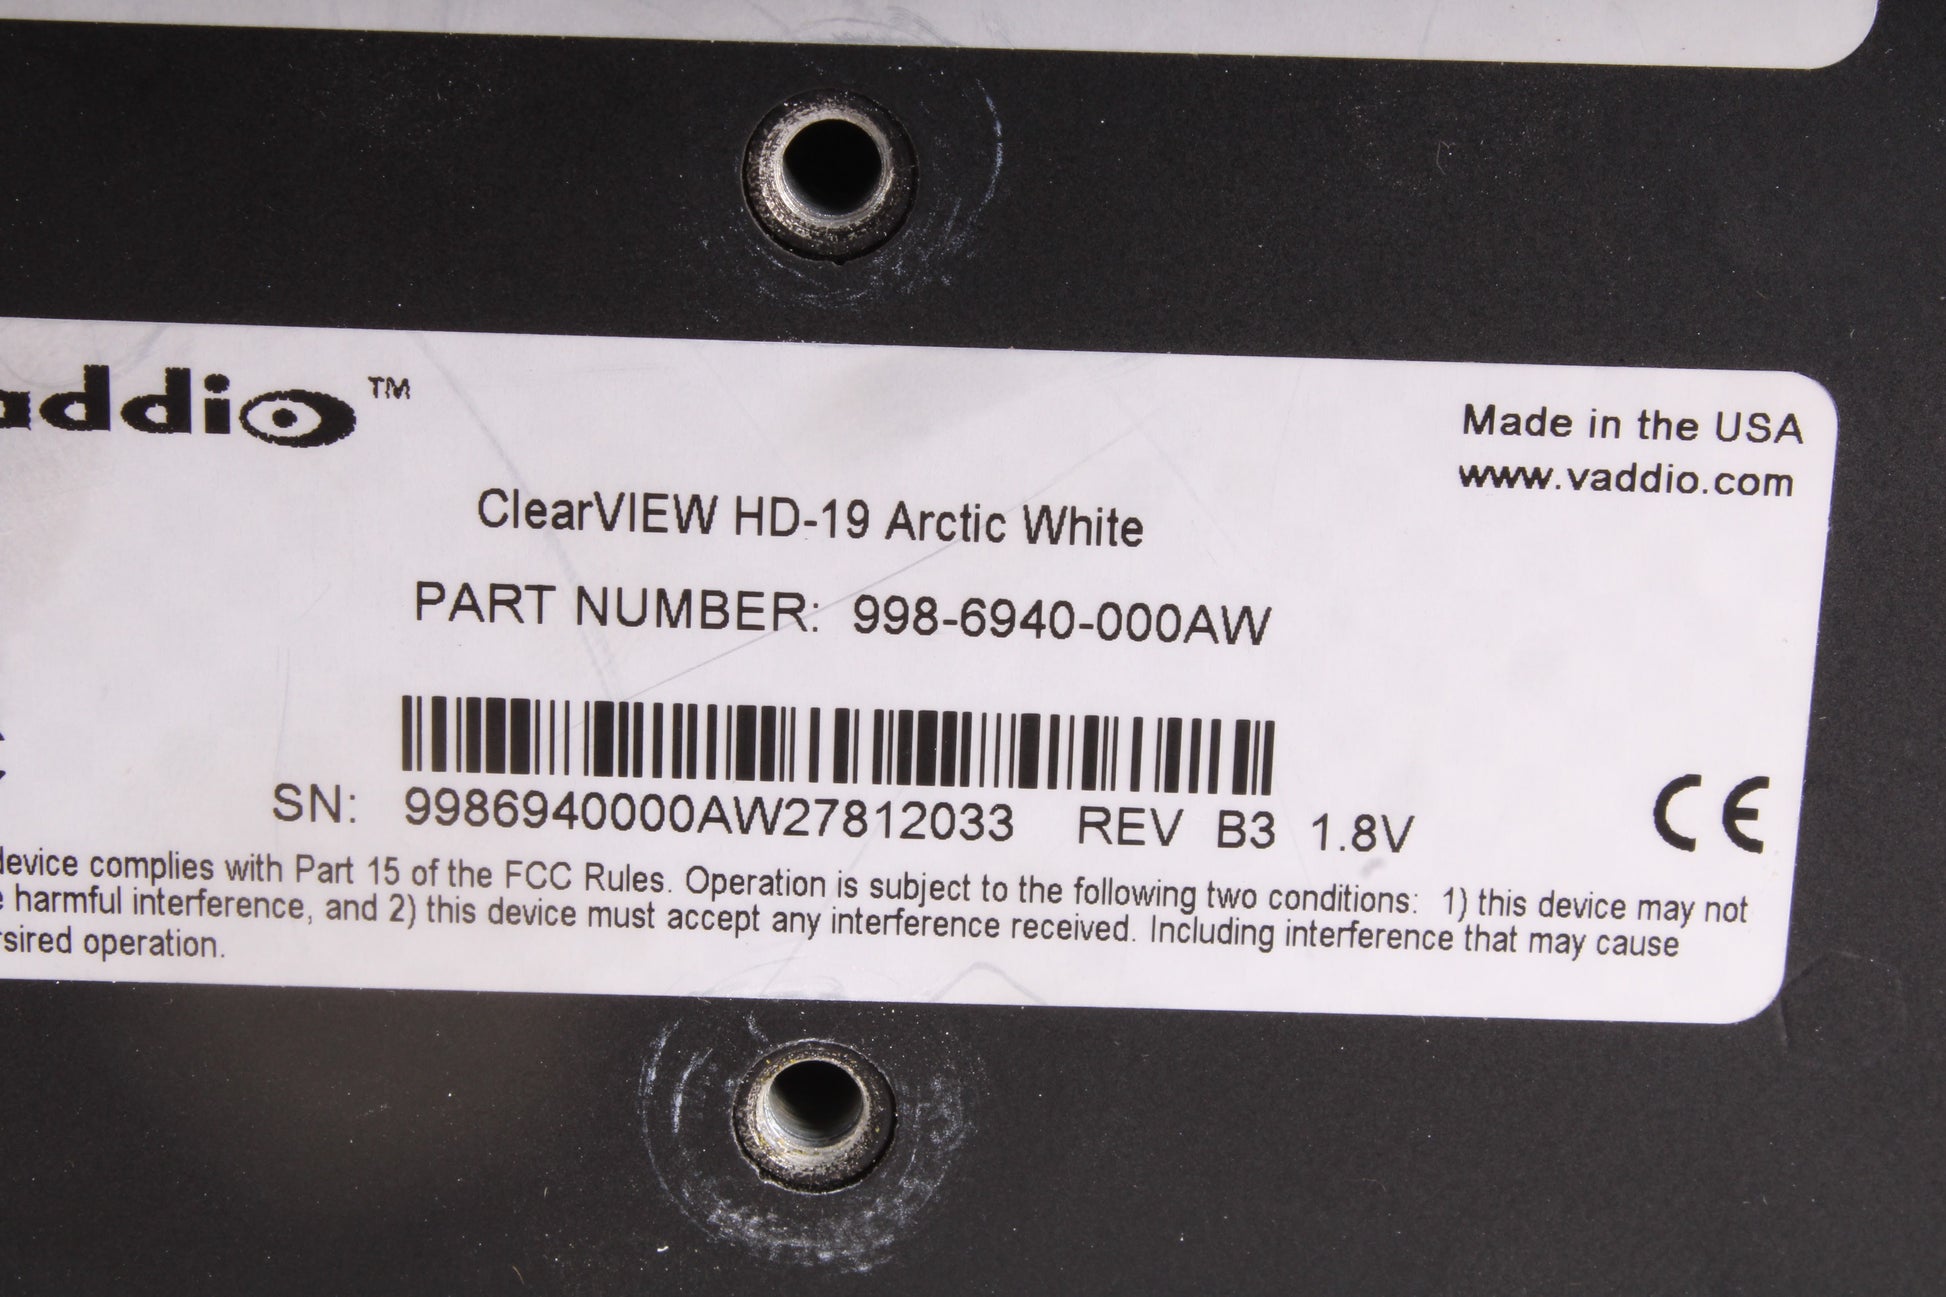 addio™
Made in the USA
www.vaddio.com
ClearVIEW HD-19 Arctic White
PART NUMBER: 998-6940-000AW
SN: 9986940000AW27812033 REV B3 1.8V
CE
device complies with Part 15 of the FCC Rules. Operation is subject to the following two conditions: 1) this device may not
harmful interference, and 2) this device must accept any interference received. Including interference that may cause
sired operation.